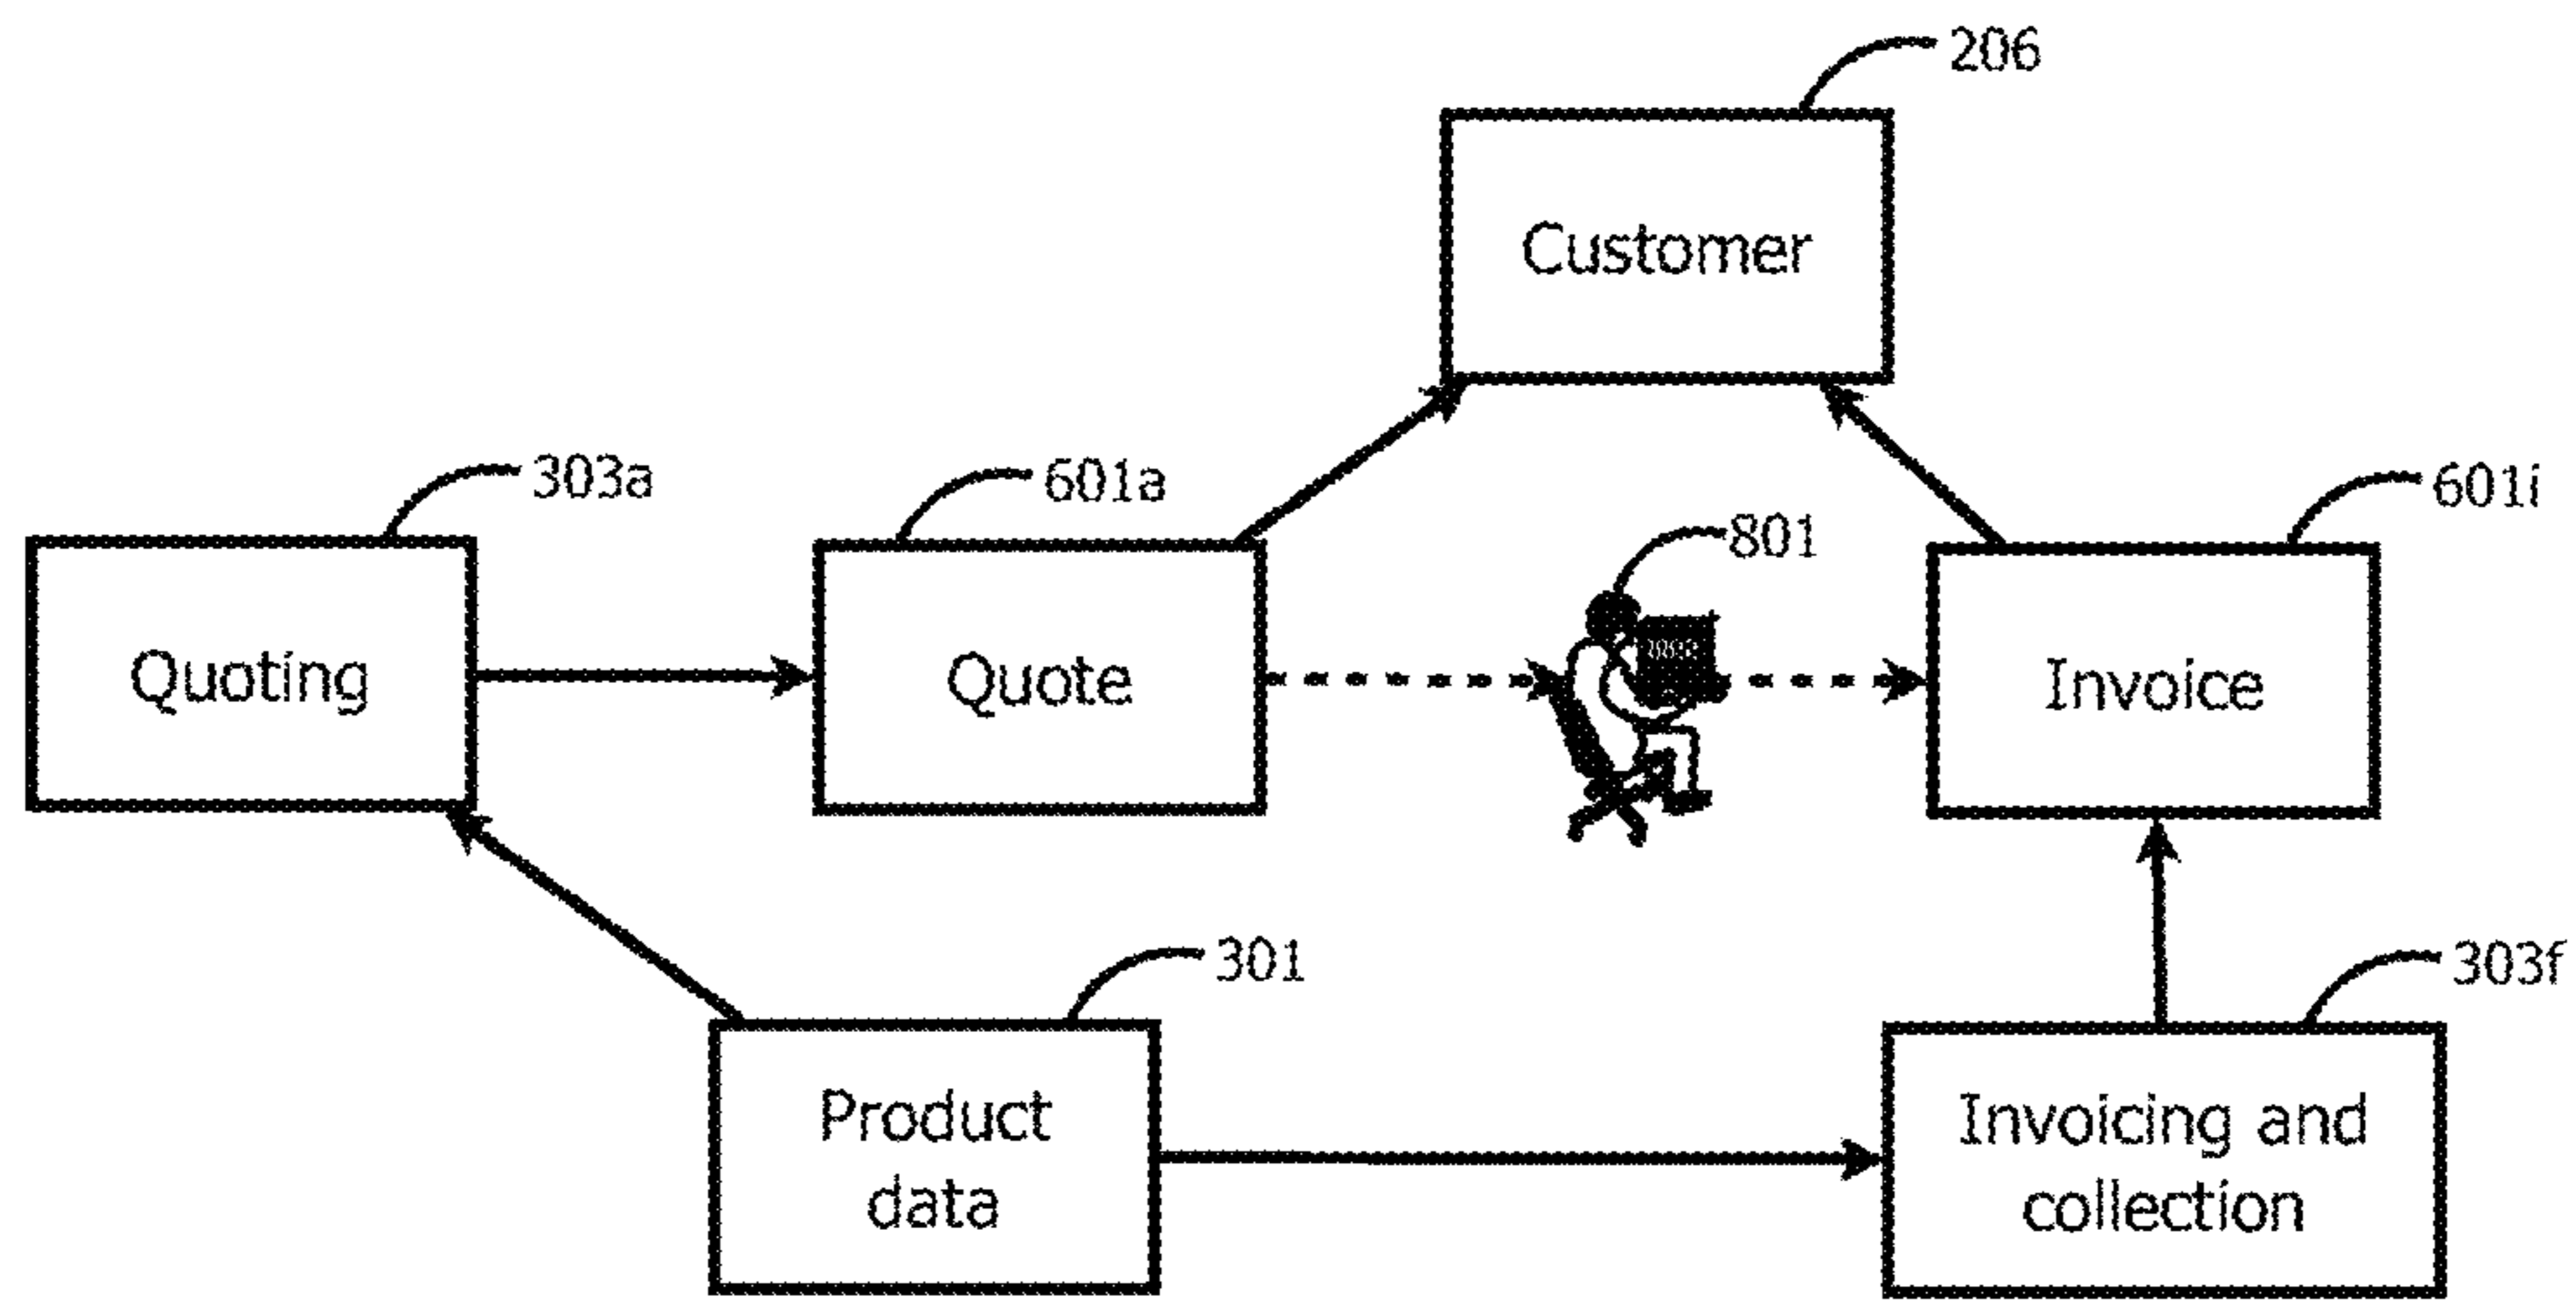 206
Customer
303a
601a
601i
801
Quoting
Quote
Invoice
301
303f
Product
data
Invoicing and
collection